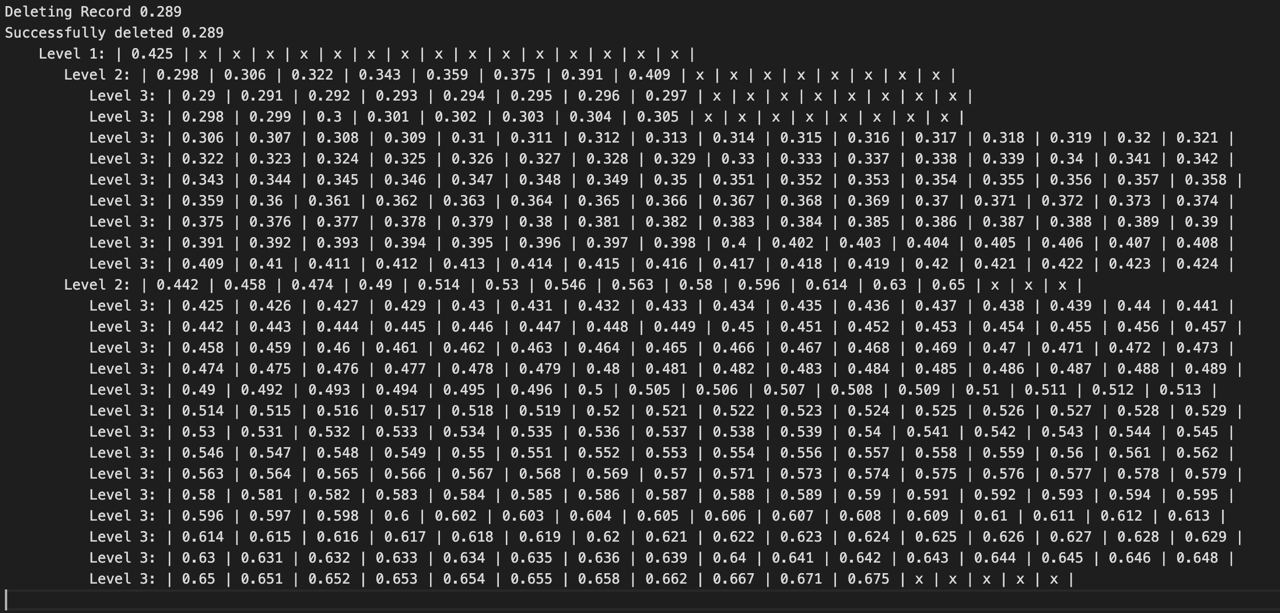 Deleting Record 0.289
Successfully deleted 0.289
Level 1: | 0.425 | x | x | x | x | x | x | x | x | x | x | x | x | x | x | x |
Level 2: | 0.298 | 0.306 | 0.322 | 0.343 | 0.359 | 0.375 | 0.391 | 0.409 | x | x | x | x | x | x | x | x |
Level 3: | 0.29 | 0.291 | 0.292 | 0.293 | 0.294 | 0.295 | 0.296 | 0.297 | x | x | x | x | x | x | x | x |
Level 3: | 0.298 | 0.299 | 0.3 | 0.301 | 0.302 | 0.303 | 0.304 | 0.305 | x | x | x | x | x | x | x | x |
Level 3: | 0.306 | 0.307 | 0.308 | 0.309 | 0.31 | 0.311 | 0.312 | 0.313 | 0.314 | 0.315 | 0.316 | 0.317 | 0.318 | 0.319 | 0.32 | 0.321 |
Level 3: | 0.322 | 0.323 | 0.324 | 0.325 | 0.326 | 0.327 | 0.328 | 0.329 | 0.33 | 0.333 | 0.337 | 0.338 | 0.339 | 0.34 | 0.341 | 0.342 |
Level 3: | 0.343 | 0.344 | 0.345 | 0.346 | 0.347 | 0.348 | 0.349 | 0.35 | 0.351 | 0.352 | 0.353 | 0.354 | 0.355 | 0.356 | 0.357 | 0.358 |
Level 3: | 0.359 | 0.36 | 0.361 | 0.362 | 0.363 | 0.364 | 0.365 | 0.366 | 0.367 | 0.368 | 0.369 | 0.37 | 0.371 | 0.372 | 0.373 | 0.374 |
Level 3: | 0.375 | 0.376 | 0.377 | 0.378 | 0.379 | 0.38 | 0.381 | 0.382 | 0.383 | 0.384 | 0.385 | 0.386 | 0.387 | 0.388 | 0.389 | 0.39 |
Level 3: | 0.391 | 0.392 | 0.393 | 0.394 | 0.395 | 0.396 | 0.397 | 0.398 | 0.4 | 0.402 | 0.403 | 0.404 | 0.405 | 0.406 | 0.407 | 0.408 |
Level 3: | 0.409 | 0.41 | 0.411 | 0.412 | 0.413 | 0.414 | 0.415 | 0.416 | 0.417 | 0.418 | 0.419 | 0.42 | 0.421 | 0.422 | 0.423 | 0.424 |
Level 2: | 0.442 | 0.458 | 0.474 | 0.49 | 0.514 | 0.53 | 0.546 | 0.563 | 0.58 | 0.596 | 0.614 | 0.63 | 0.65 | x | x | x |
Level 3: | 0.425 | 0.426 | 0.427 | 0.429 | 0.43 | 0.431 | 0.432 | 0.433 | 0.434 | 0.435 | 0.436 | 0.437 | 0.438 | 0.439 | 0.44 | 0.441 |
Level 3: | 0.442 | 0.443 | 0.444 | 0.445 | 0.446 | 0.447 | 0.448 | 0.449 | 0.45 | 0.451 | 0.452 | 0.453 | 0.454 | 0.455 | 0.456 | 0.457 |
Level 3: | 0.458 | 0.459 | 0.46 | 0.461 | 0.462 | 0.463 | 0.464 | 0.465 | 0.466 | 0.467 | 0.468 | 0.469 | 0.47 | 0.471 | 0.472 | 0.473 |
Level 3: | 0.474 | 0.475 | 0.476 | 0.477 | 0.478 | 0.479 | 0.48 | 0.481 | 0.482 | 0.483 | 0.484 | 0.485 | 0.486 | 0.487 | 0.488 | 0.489 |
Level 3: | 0.49 | 0.492 | 0.493 | 0.494 | 0.495 | 0.496 | 0.5 | 0.505 | 0.506 | 0.507 | 0.508 | 0.509 | 0.51 | 0.511 | 0.512 | 0.513 |
Level 3: | 0.514 | 0.515 | 0.516 | 0.517 | 0.518 | 0.519 | 0.52 | 0.521 | 0.522 | 0.523 | 0.524 | 0.525 | 0.526 | 0.527 | 0.528 | 0.529 |
Level 3: | 0.53 | 0.531 | 0.532 | 0.533 | 0.534 | 0.535 | 0.536 | 0.537 | 0.538 | 0.539 | 0.54 | 0.541 | 0.542 | 0.543 | 0.544 | 0.545 |
Level 3: | 0.546 | 0.547 | 0.548 | 0.549 | 0.55 | 0.551 | 0.552 | 0.553 | 0.554 | 0.556 | 0.557 | 0.558 | 0.559 | 0.56 | 0.561 | 0.562 |
Level 3: | 0.563 | 0.564 | 0.565 | 0.566 | 0.567 | 0.568 | 0.569 | 0.57 | 0.571 | 0.573 | 0.574 | 0.575 | 0.576 | 0.577 | 0.578 | 0.579 |
Level 3: | 0.58 | 0.581 | 0.582 | 0.583 | 0.584 | 0.585 | 0.586 | 0.587 | 0.588 | 0.589 | 0.59 | 0.591 | 0.592 | 0.593 | 0.594 | 0.595 |
Level 3: | 0.596 | 0.597 | 0.598 | 0.6 | 0.602 | 0.603 | 0.604 | 0.605 | 0.606 | 0.607 | 0.608 | 0.609 | 0.61 | 0.611 | 0.612 | 0.613 |
Level 3: | 0.614 | 0.615 | 0.616 | 0.617 | 0.618 | 0.619 | 0.62 | 0.621 | 0.622 | 0.623 | 0.624 | 0.625 | 0.626 | 0.627 | 0.628 | 0.629 |
Level 3: | 0.63 | 0.631 | 0.632 | 0.633 | 0.634 | 0.635 | 0.636 | 0.639 | 0.64 | 0.641 | 0.642 | 0.643 | 0.644 | 0.645 | 0.646 | 0.648 |
Level 3: | 0.65 | 0.651 | 0.652 | 0.653 | 0.654 | 0.655 | 0.658 | 0.662 | 0.667 | 0.671 | 0.675 | x | x | x | x | x |